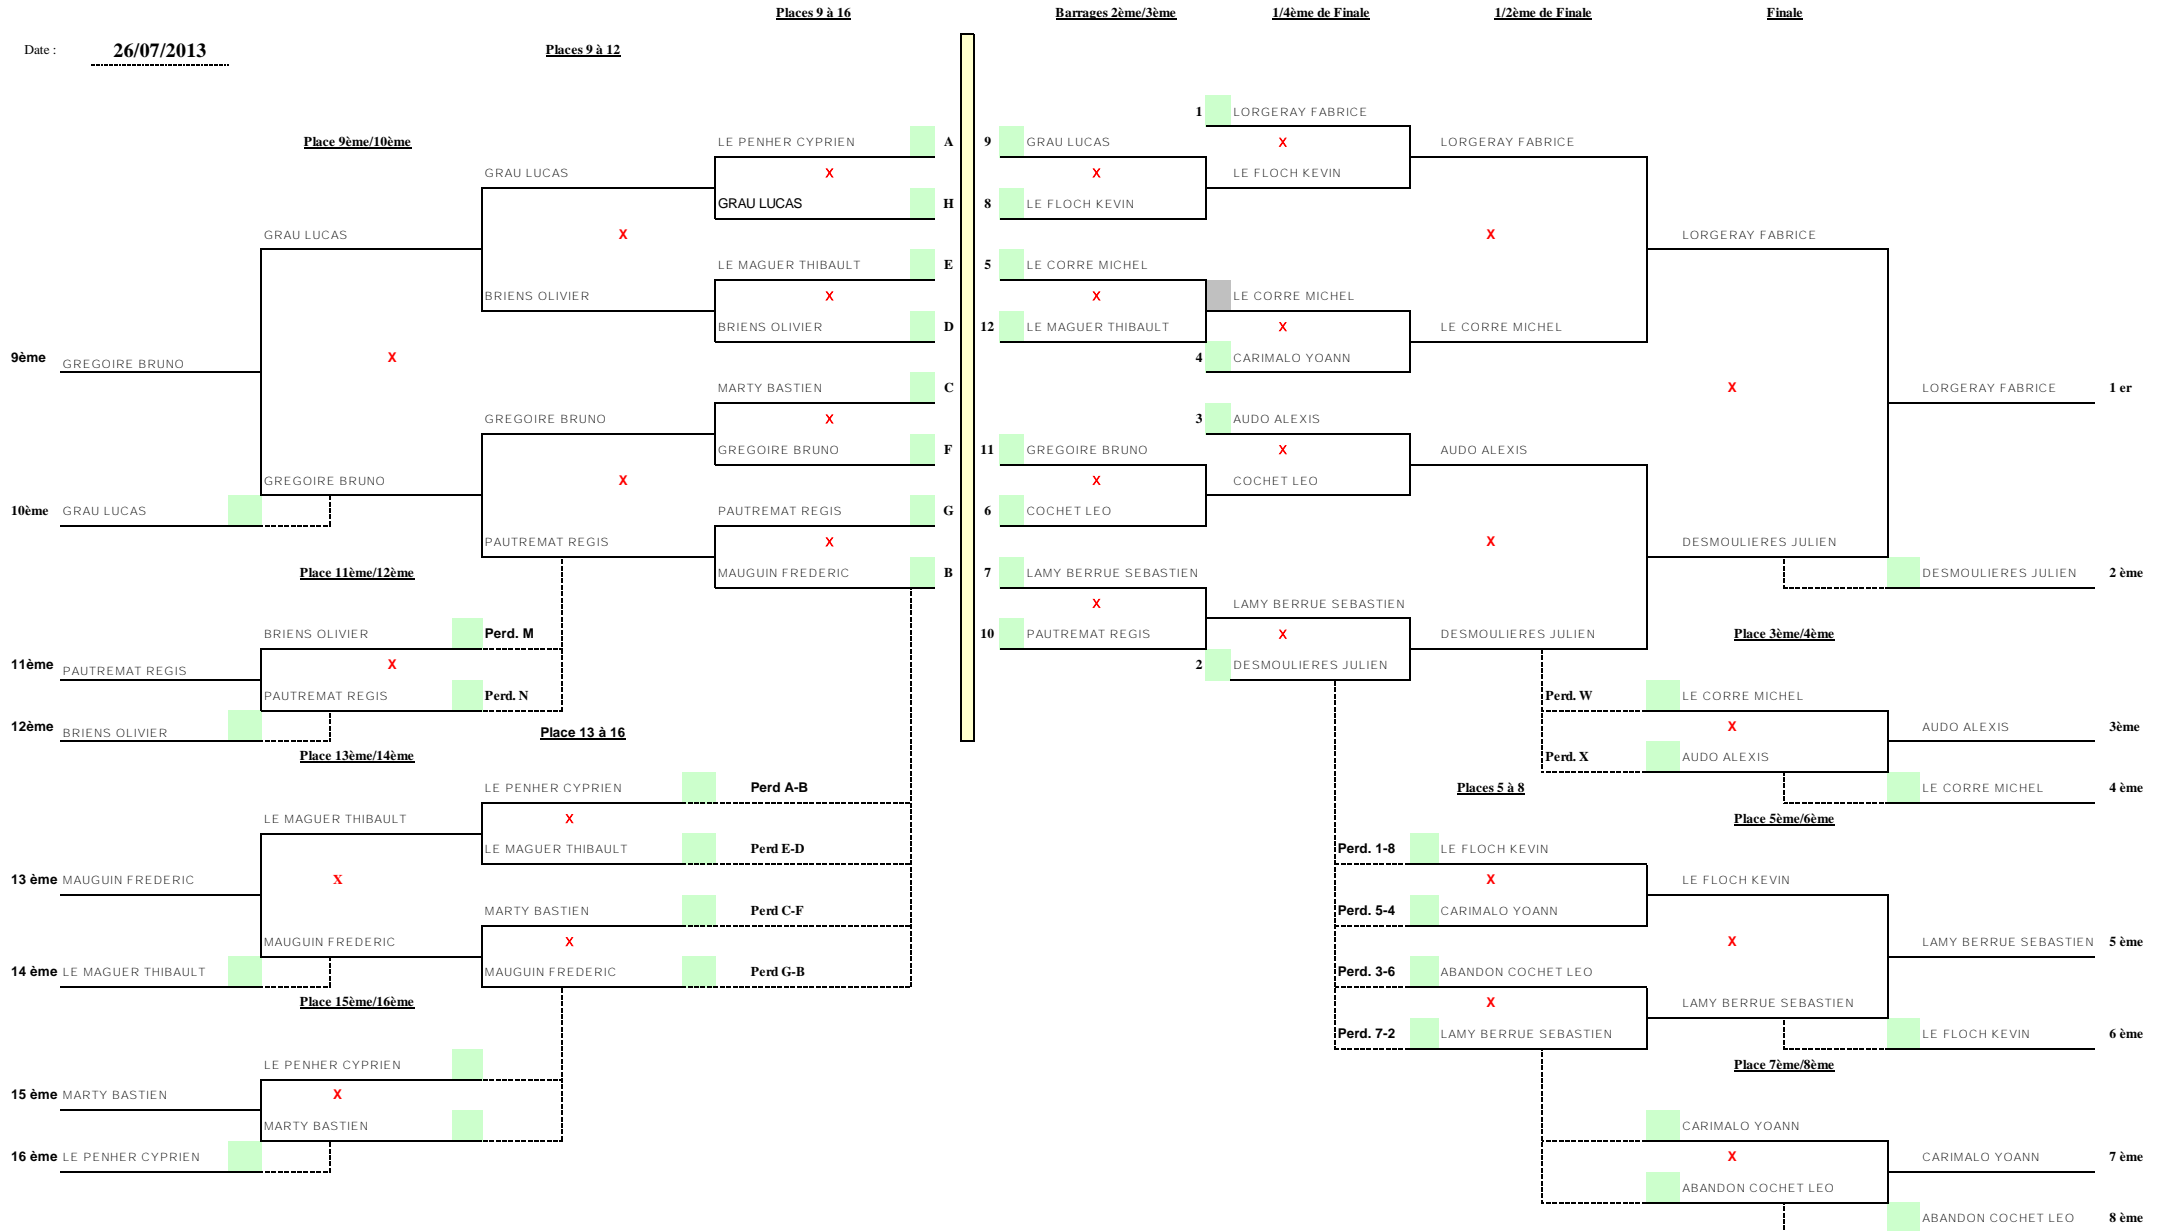 Places 9 à 16 Barrages 2ème/3ème 1/4ème de Finale 1/2ème de Finale Finale
Date : 26/07/2013 Places 9 à 12
1 LORGERAY FABRICE
Place 9ème/10ème LE PENHER CYPRIEN A 9 GRAU LUCAS X LORGERAY FABRICE
GRAU LUCAS X X LE FLOCH KEVIN
GRAU LUCAS H 8 LE FLOCH KEVIN
GRAU LUCAS X X LORGERAY FABRICE
LE MAGUER THIBAULT E 5 LE CORRE MICHEL
BRIENS OLIVIER X X LE CORRE MICHEL
BRIENS OLIVIER D 12 LE MAGUER THIBAULT X LE CORRE MICHEL
9ème GREGOIRE BRUNO X 4 CARIMALO YOANN
MARTY BASTIEN C X LORGERAY FABRICE 1 er
GREGOIRE BRUNO X 3 AUDO ALEXIS
GREGOIRE BRUNO F 11 GREGOIRE BRUNO X AUDO ALEXIS
GREGOIRE BRUNO X X COCHET LEO
10ème GRAU LUCAS PAUTREMAT REGIS G 6 COCHET LEO
PAUTREMAT REGIS X X DESMOULIERES JULIEN
Place 11ème/12ème MAUGUIN FREDERIC B 7 LAMY BERRUE SEBASTIEN DESMOULIERES JULIEN 2 ème
X LAMY BERRUE SEBASTIEN
BRIENS OLIVIER Perd. M 10 PAUTREMAT REGIS X DESMOULIERES JULIEN Place 3ème/4ème
11ème PAUTREMAT REGIS X 2 DESMOULIERES JULIEN
PAUTREMAT REGIS Perd. N Perd. W LE CORRE MICHEL
12ème BRIENS OLIVIER Place 13 à 16 X AUDO ALEXIS 3ème
Place 13ème/14ème Perd. X AUDO ALEXIS
LE PENHER CYPRIEN Perd A-B Places 5 à 8 LE CORRE MICHEL 4 ème
LE MAGUER THIBAULT X Place 5ème/6ème
LE MAGUER THIBAULT Perd E-D Perd. 1-8 LE FLOCH KEVIN
13 ème MAUGUIN FREDERIC X X LE FLOCH KEVIN
MARTY BASTIEN Perd C-F Perd. 5-4 CARIMALO YOANN
MAUGUIN FREDERIC X X LAMY BERRUE SEBASTIEN 5 ème
14 ème LE MAGUER THIBAULT MAUGUIN FREDERIC Perd G-B Perd. 3-6 ABANDON COCHET LEO
Place 15ème/16ème X LAMY BERRUE SEBASTIEN
Perd. 7-2 LAMY BERRUE SEBASTIEN LE FLOCH KEVIN 6 ème
LE PENHER CYPRIEN Place 7ème/8ème
15 ème MARTY BASTIEN X
MARTY BASTIEN CARIMALO YOANN
16 ème LE PENHER CYPRIEN X CARIMALO YOANN 7 ème
ABANDON COCHET LEO
ABANDON COCHET LEO 8 ème